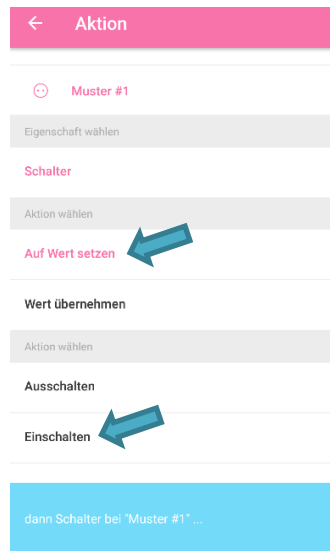 Aktion
Muster #1
Eigenschaft wählen
Schalter
Aktion wählen
Auf Wert setzen
Wert übernehmen
Aktion wählen
Ausschalten
Einschalten
dann Schalter bei "Muster #1" ...